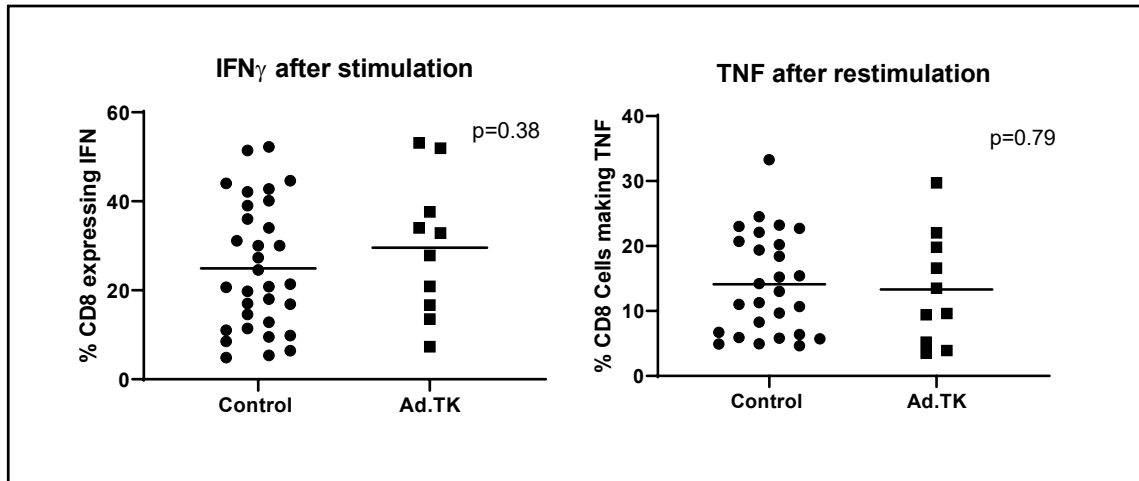 IFNγ after stimulation
p=0.38
% CD8 expressing IFN
60
40
20
0
Control
Ad.TK
TNF after restimulation
p=0.79
% CD8 Cells making TNF
40
30
20
10
0
Control
Ad.TK